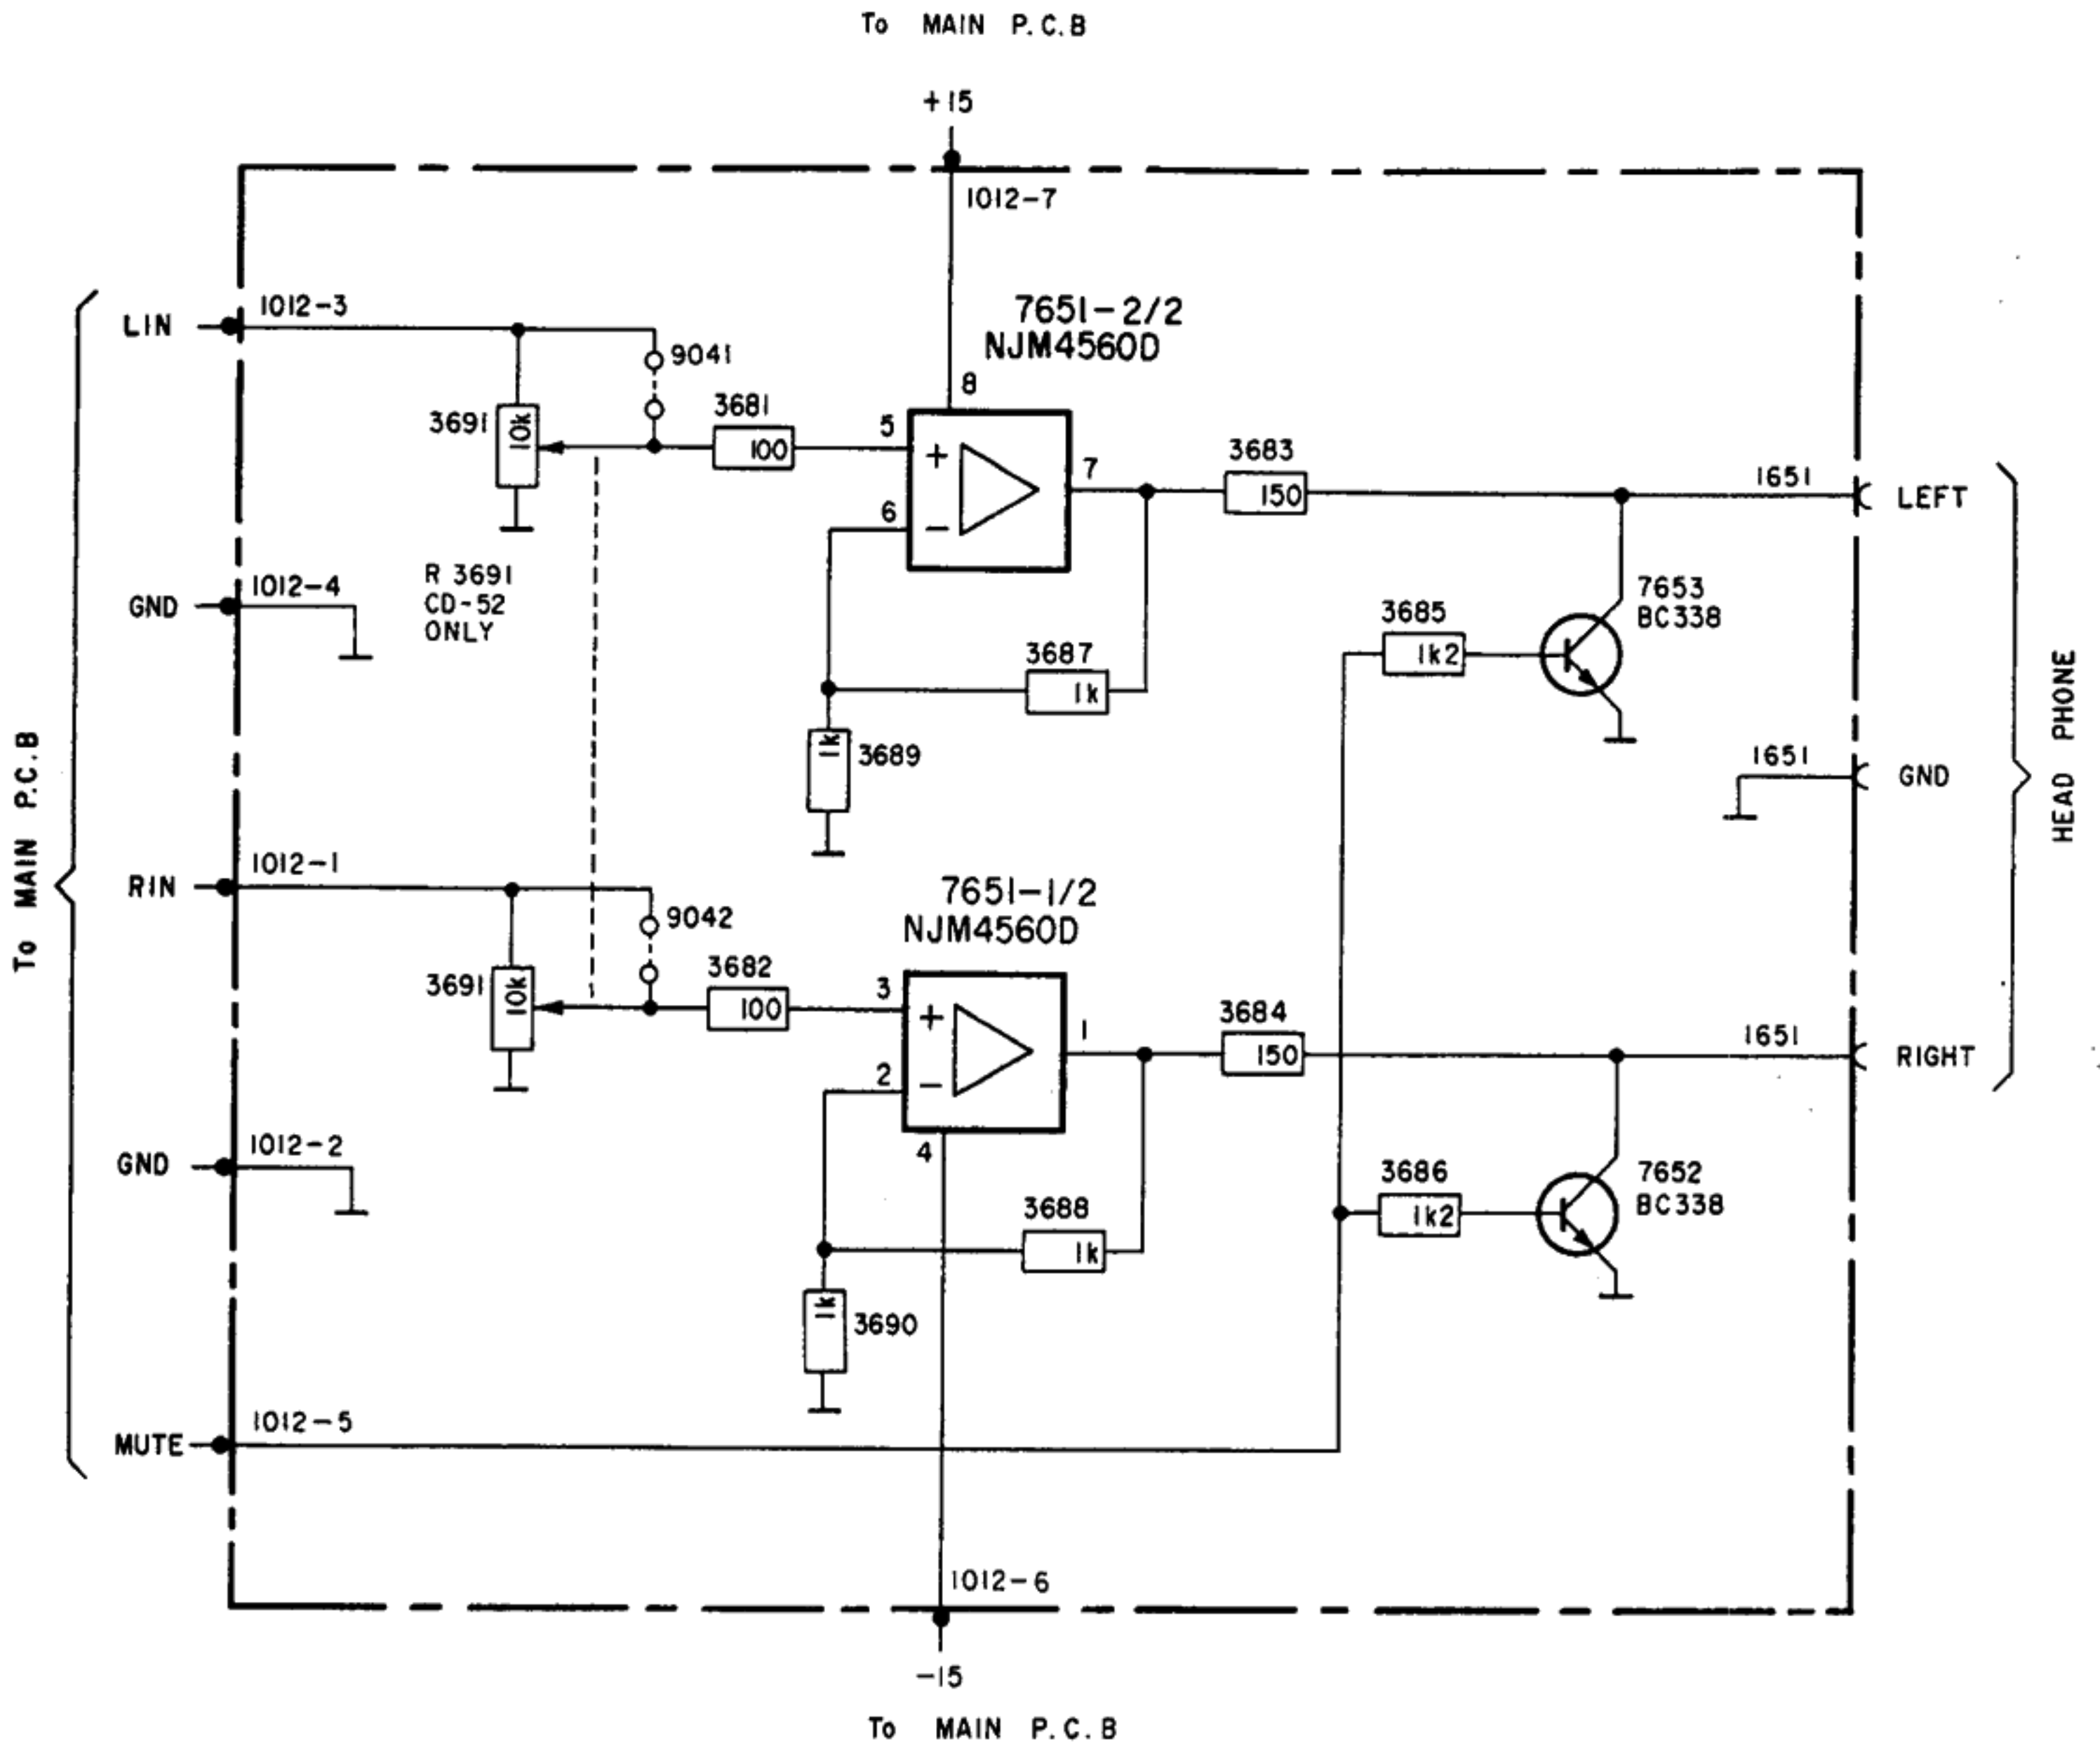 To MAIN P.C.B
+15
1012-7
LIN
1012-3
9041
3691
10k
3681
100
7651-2/2
NJM4560D
8
5
+
6
-
7
3683
150
1651
LEFT
R 3691
CD-52
ONLY
GND
1012-4
3687
1k
1k
3689
3685
1k2
7653
BC338
1651
GND
HEAD PHONE
To MAIN P.C.B
RIN
1012-1
9042
3691
10k
3682
100
7651-1/2
NJM4560D
3
+
2
-
4
1
3684
150
1651
RIGHT
GND
1012-2
3688
1k
1k
3690
3686
1k2
7652
BC338
MUTE
1012-5
1012-6
-15
To MAIN P.C.B